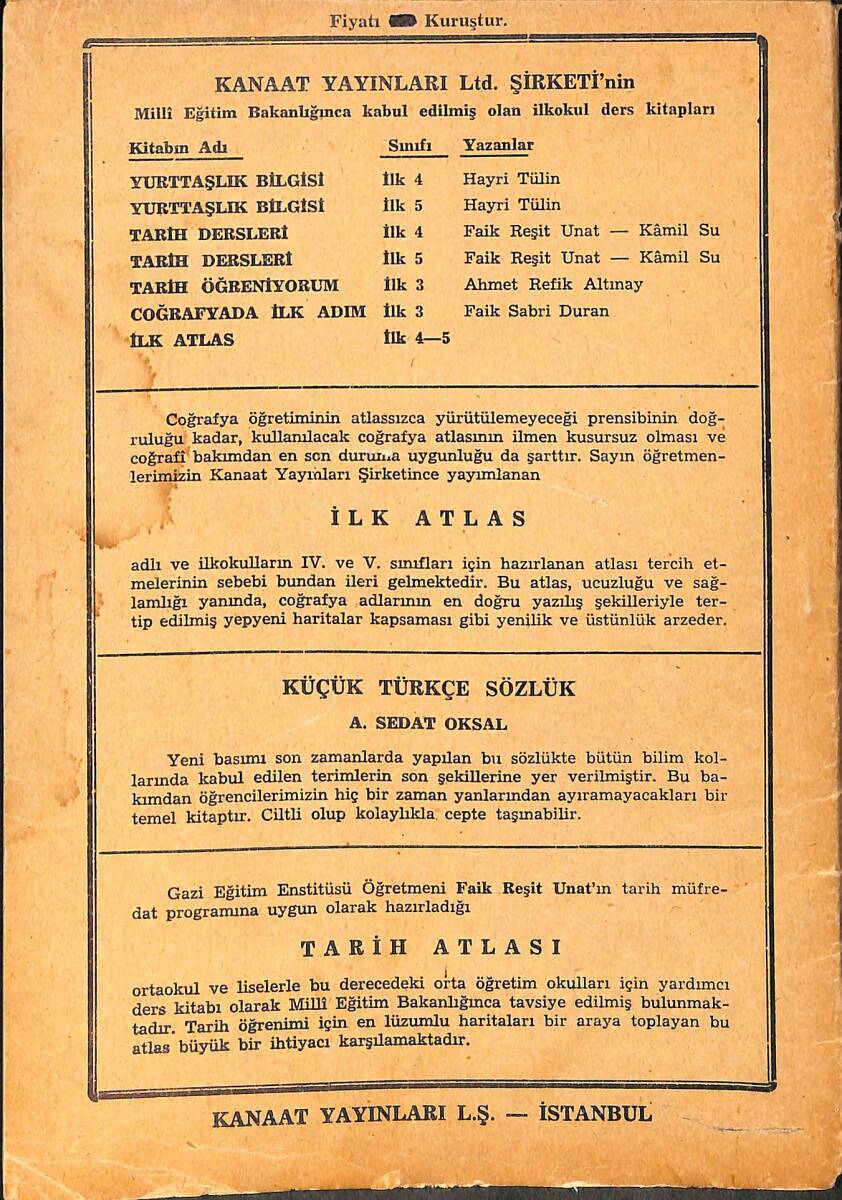 Fiyatı Kuruştur.
KANAAT YAYINLARI Ltd. ŞİRKETİ'nin
Millî Eğitim Bakanlığınca kabul edilmiş olan ilkokul ders kitapları
Kitabın Adı Sınıfı Yazanlar
YURTTAŞLIK BİLGİSİ İlk 4 Hayri Tülin
YURTTAŞLIK BİLGİSİ İlk 5 Hayri Tülin
TARİH DERSLERİ İlk 4 Faik Reşit Unat — Kâmil Su
TARİH DERSLERİ İlk 5 Faik Reşit Unat — Kâmil Su
TARİH ÖĞRENİYORUM İlk 3 Ahmet Refik Altınay
COĞRAFYADA İLK ADIM İlk 3 Faik Sabri Duran
İLK ATLAS İlk 4—5
Coğrafya öğretiminin atlassızca yürütülemeyeceği prensibinin doğ-
ruluğu kadar, kullanılacak coğrafya atlasının ilmen kusursuz olması ve
coğrafî bakımdan en son duruma uygunluğu da şarttır. Sayın öğretmen-
lerimizin Kanaat Yayınları Şirketince yayımlanan
İLK ATLAS
adlı ve ilkokulların IV. ve V. sınıfları için hazırlanan atlası tercih et-
melerinin sebebi bundan ileri gelmektedir. Bu atlas, ucuzluğu ve sağ-
lamlığı yanında, coğrafya adlarının en doğru yazılış şekilleriyle ter-
tip edilmiş yepyeni haritalar kapsaması gibi yenilik ve üstünlük arzeder.
KÜÇÜK TÜRKÇE SÖZLÜK
A. SEDAT OKSAL
Yeni basımı son zamanlarda yapılan bu sözlükte bütün bilim kol-
larında kabul edilen terimlerin son şekillerine yer verilmiştir. Bu ba-
kımdan öğrencilerimizin hiç bir zaman yanlarından ayıramayacakları bir
temel kitaptır. Ciltli olup kolaylıkla cepte taşınabilir.
Gazi Eğitim Enstitüsü Öğretmeni Faik Reşit Unat'ın tarih müfre-
dat programına uygun olarak hazırladığı
TARİH ATLASI
ortaokul ve liselerle bu derecedeki orta öğretim okulları için yardımcı
ders kitabı olarak Millî Eğitim Bakanlığınca tavsiye edilmiş bulunmak-
tadır. Tarih öğrenimi için en lüzumlu haritaları bir araya toplayan bu
atlas büyük bir ihtiyacı karşılamaktadır.
KANAAT YAYINLARI L.Ş. — İSTANBUL